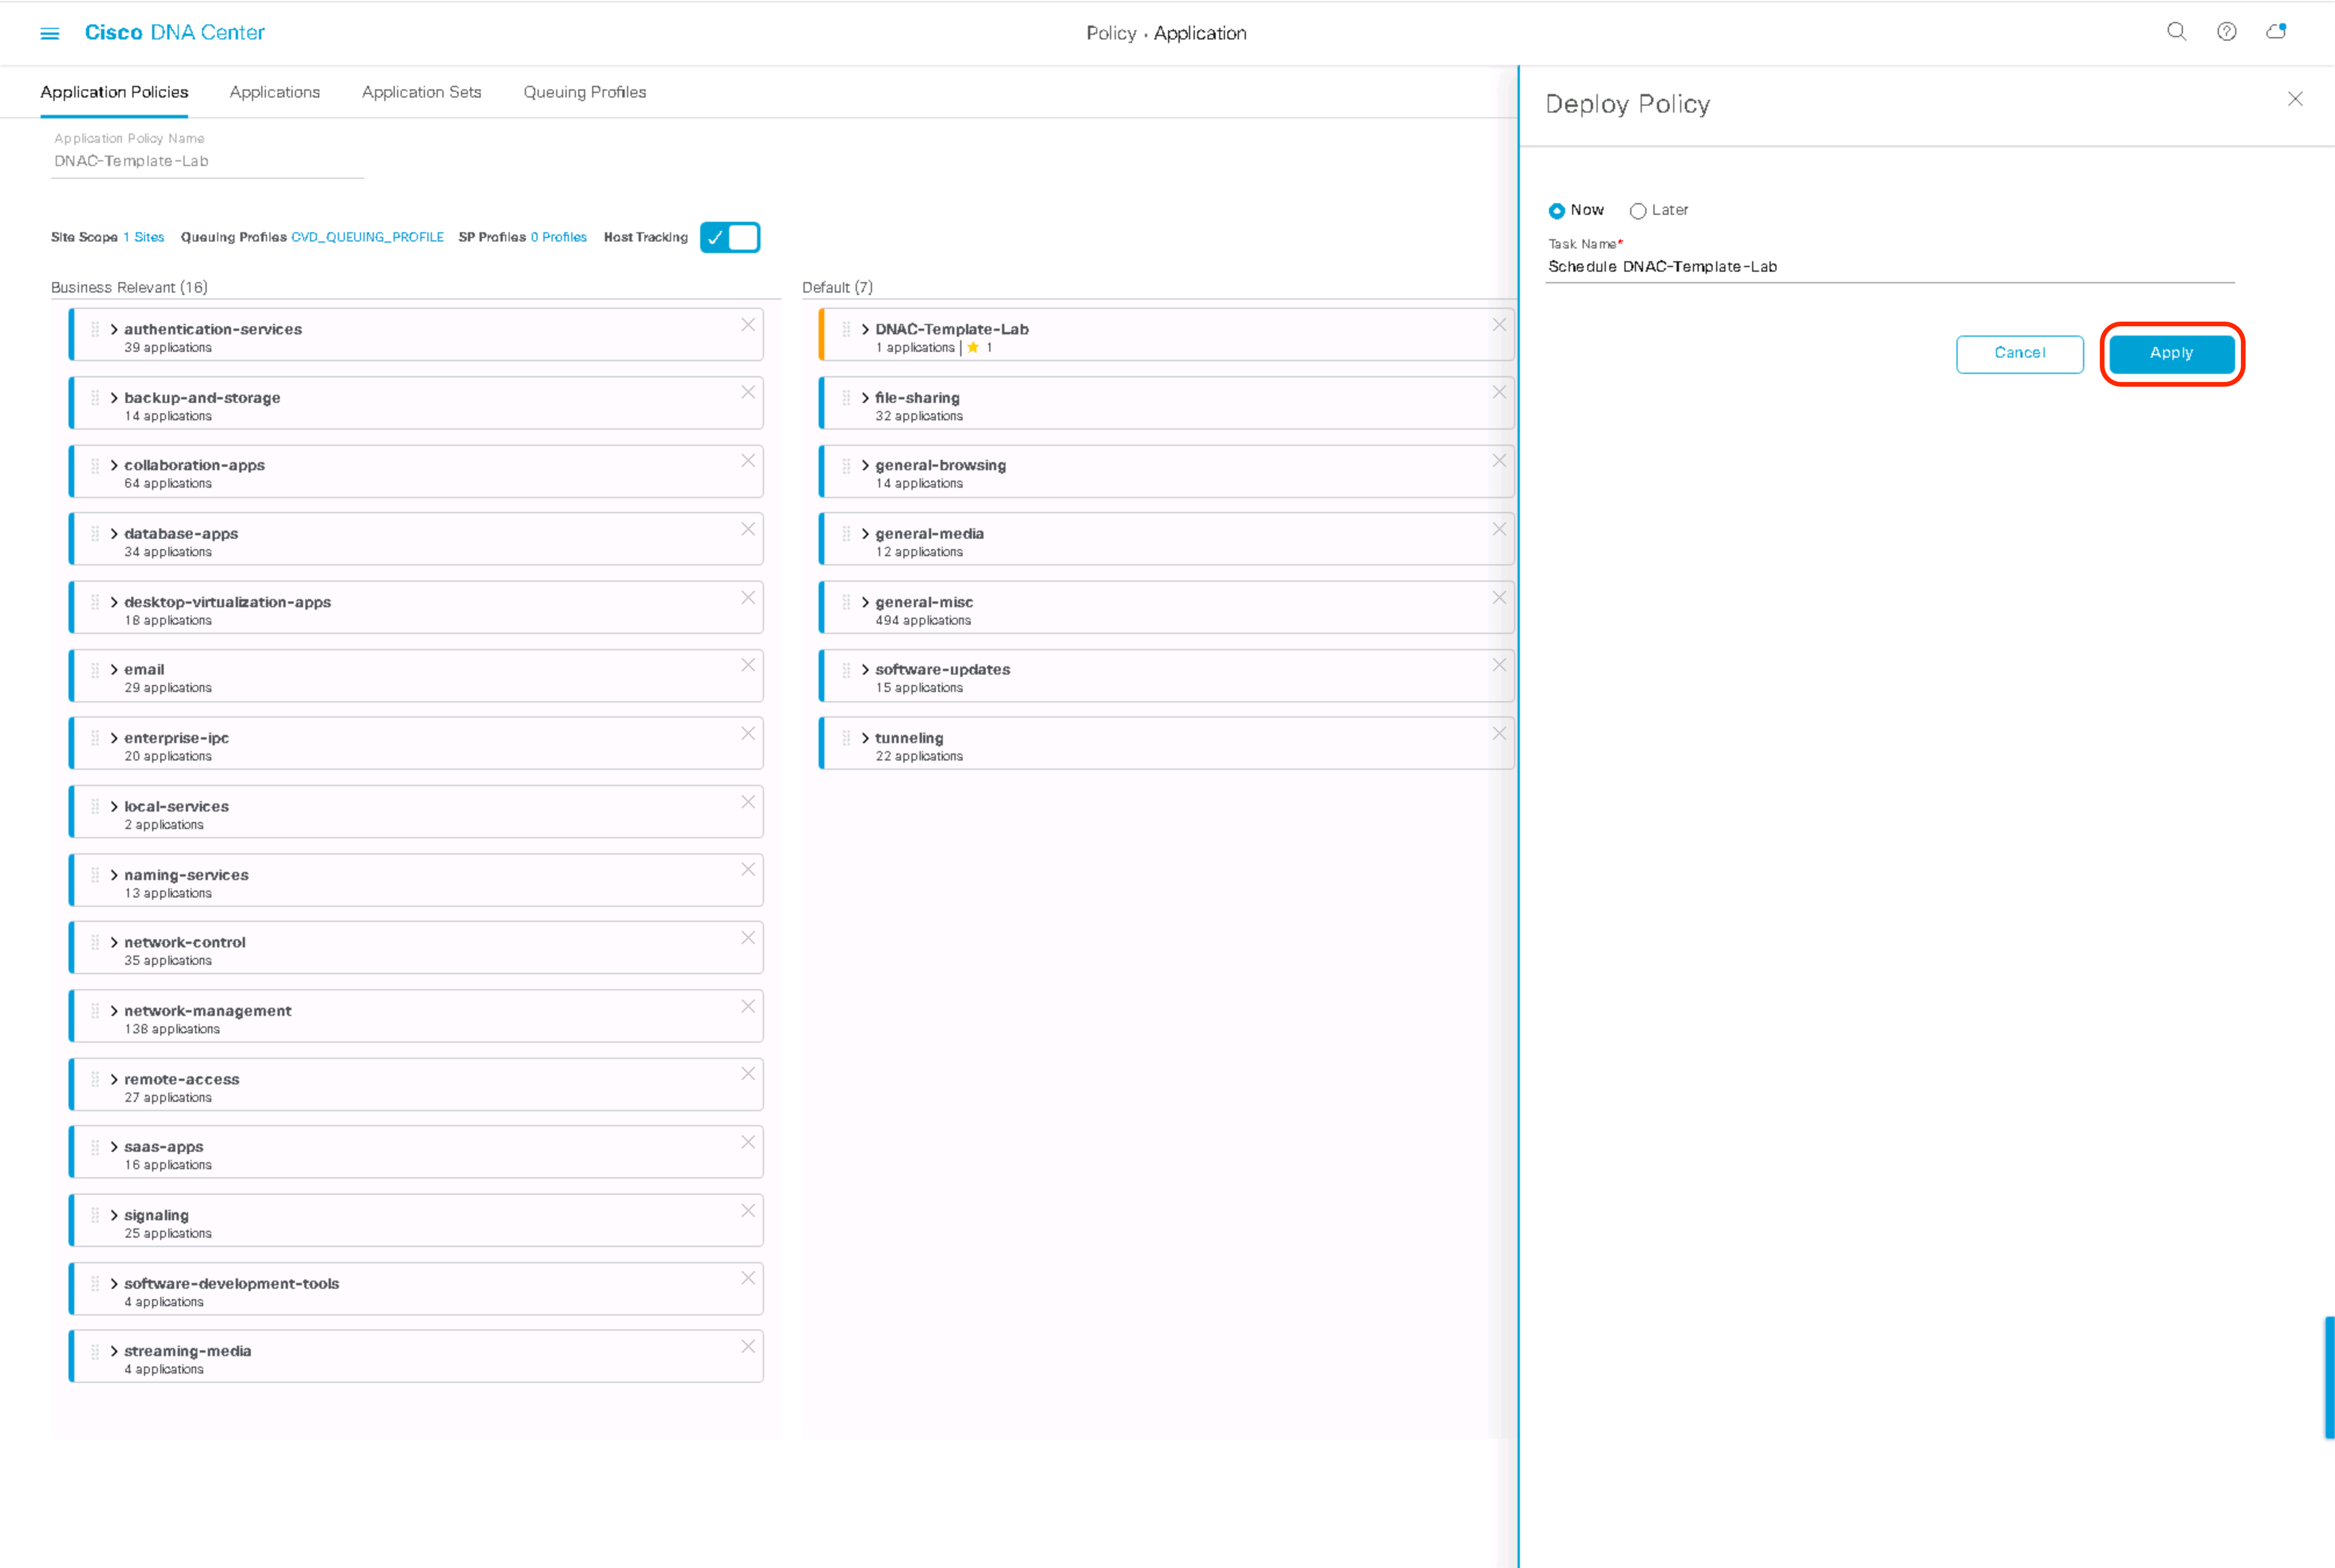 Cisco DNA Center
Policy · Application
Application Policies
Applications
Application Sets
Queuing Profiles
Application Policy Name
DNAC-Template-Lab
Site Scope 1 Sites Queuing Profiles CVD_QUEUING_PROFILE SP Profiles 0 Profiles Host Tracking
Business Relevant (16)
authentication-services
39 applications
backup-and-storage
14 applications
collaboration-apps
64 applications
database-apps
34 applications
desktop-virtualization-apps
18 applications
email
29 applications
enterprise-ipc
20 applications
local-services
2 applications
naming-services
13 applications
network-control
35 applications
network-management
138 applications
remote-access
27 applications
saas-apps
16 applications
signaling
25 applications
software-development-tools
4 applications
streaming-media
4 applications
Default (7)
DNAC-Template-Lab
1 applications | ★ 1
file-sharing
32 applications
general-browsing
14 applications
general-media
12 applications
general-misc
494 applications
software-updates
15 applications
tunneling
22 applications
Deploy Policy
Now
Later
Task Name*
Schedule DNAC-Template-Lab
Cancel
Apply